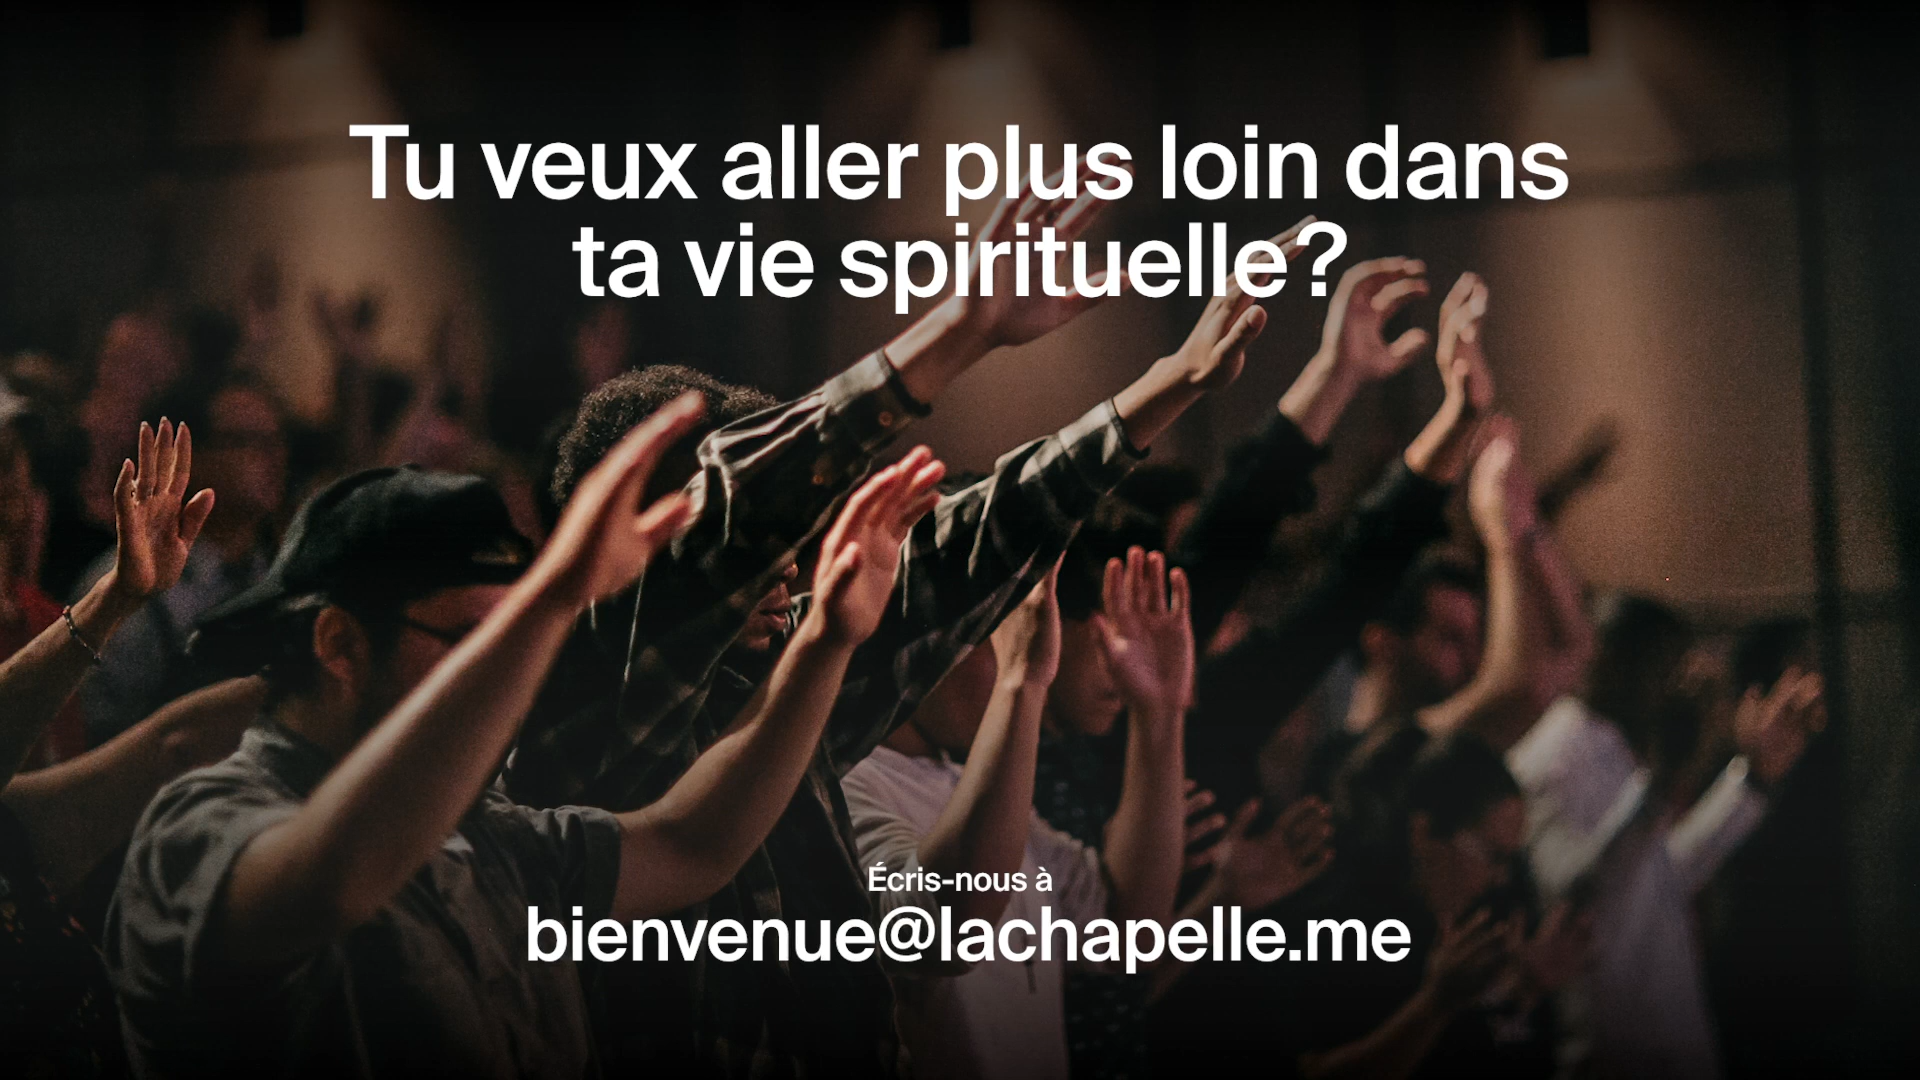 Tu veux aller plus loin dans
ta vie spirituelle?
Écris-nous à
bienvenue@lachapelle.me